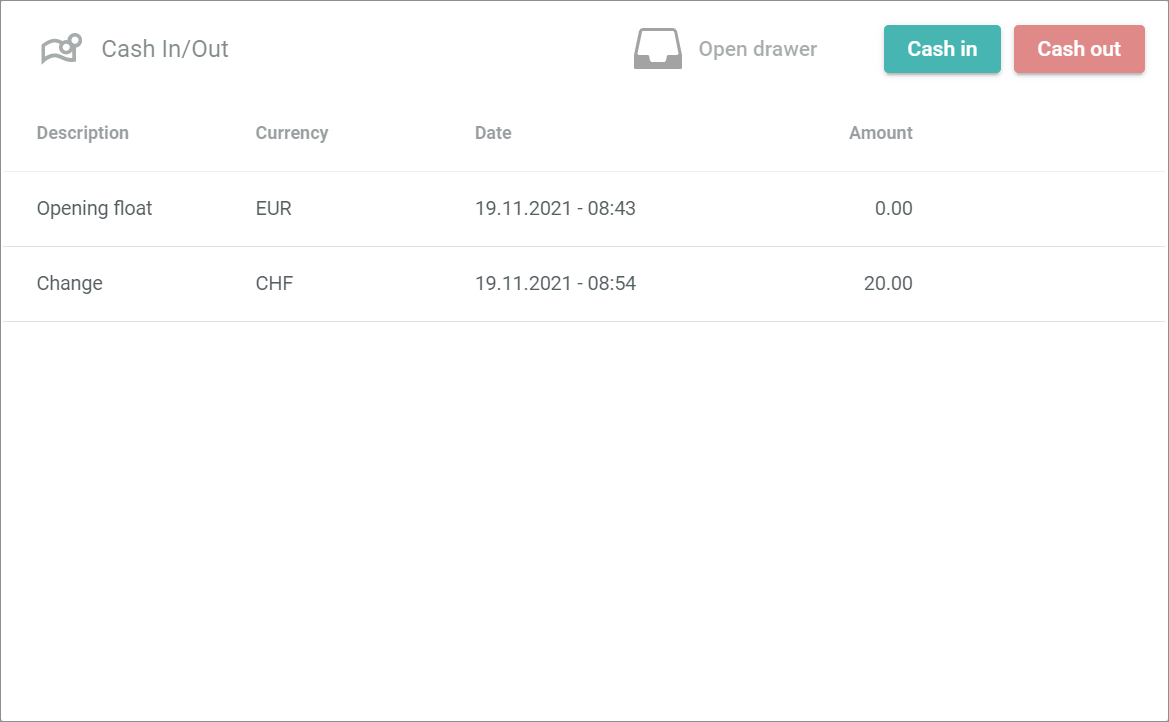 Cash In/Out Open drawer Cash in Cash out
Description Currency Date Amount
Opening float EUR 19.11.2021 - 08:43 0.00
Change CHF 19.11.2021 - 08:54 20.00